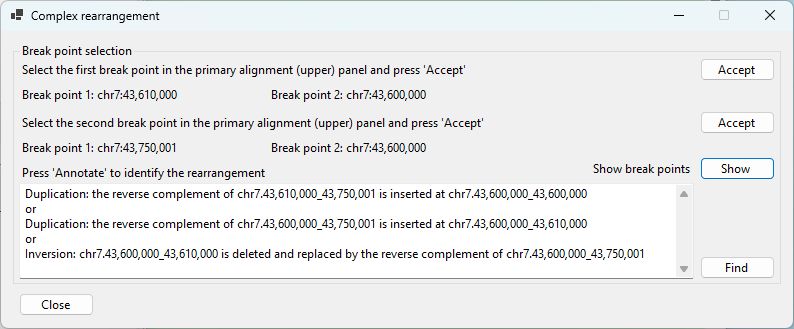 Complex rearrangement
Break point selection
Select the first break point in the primary alignment (upper) panel and press 'Accept'
Accept
Break point 1: chr7:43,610,000 Break point 2: chr7:43,600,000
Select the second break point in the primary alignment (upper) panel and press 'Accept'
Accept
Break point 1: chr7:43,750,001 Break point 2: chr7:43,600,000
Press 'Annotate' to identify the rearrangement
Show break points
Show
Duplication: the reverse complement of chr7.43,610,000_43,750,001 is inserted at chr7.43,600,000_43,600,000
or
Duplication: the reverse complement of chr7.43,600,000_43,750,001 is inserted at chr7.43,600,000_43,610,000
or
Inversion: chr7.43,600,000_43,610,000 is deleted and replaced by the reverse complement of chr7.43,600,000_43,750,001
Find
Close